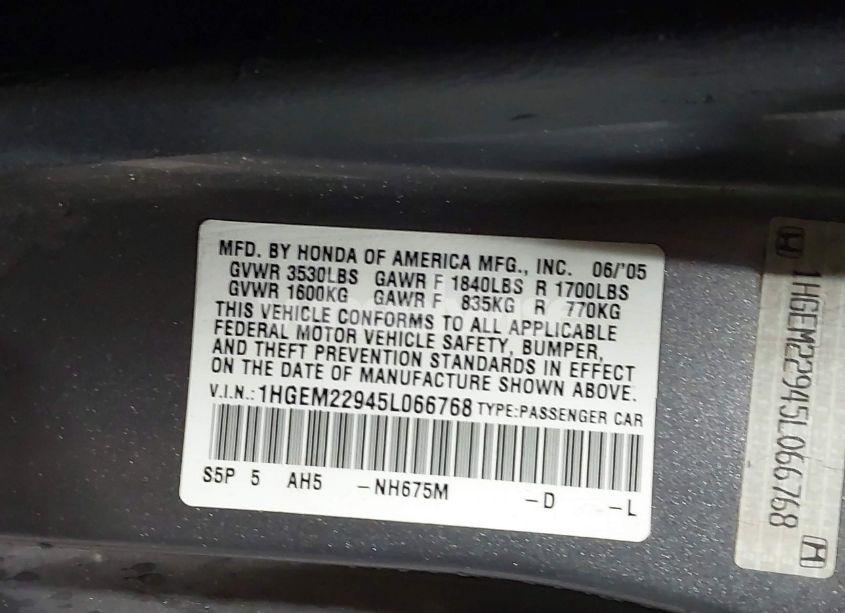 MFD. BY HONDA OF AMERICA MFG., INC. 06/'05
GVWR 3530LBS GAWR F 1840LBS R 1700LBS
GVWR 1600KG GAWR F 835KG R 770KG
THIS VEHICLE CONFORMS TO ALL APPLICABLE
FEDERAL MOTOR VEHICLE SAFETY, BUMPER,
AND THEFT PREVENTION STANDARDS IN EFFECT
ON THE DATE OF MANUFACTURE SHOWN ABOVE.
V.I.N.:1HGEM22945L066768 TYPE:PASSENGER CAR
S5P 5 AH5 -NH675M -D -L
1HGEM22945L066768